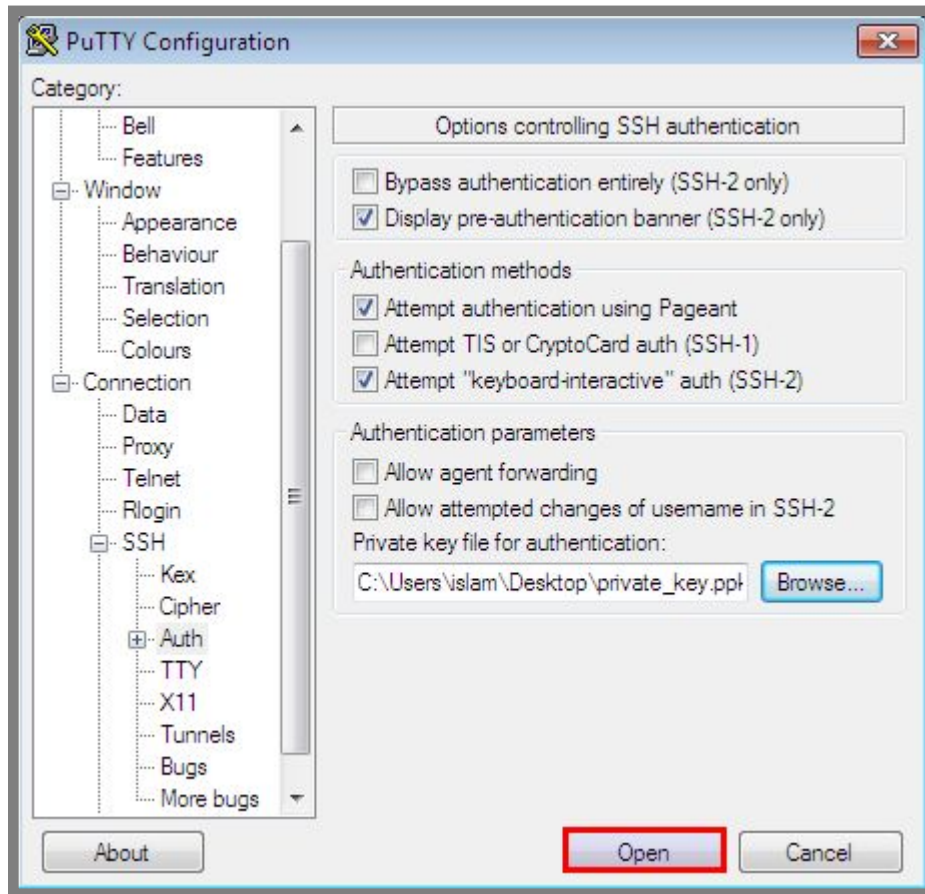 PuTTY Configuration
Category:
Bell
Features
Window
Appearance
Behaviour
Translation
Selection
Colours
Connection
Data
Proxy
Telnet
Rlogin
SSH
Kex
Cipher
Auth
TTY
X11
Tunnels
Bugs
More bugs
Options controlling SSH authentication
Bypass authentication entirely (SSH-2 only)
Display pre-authentication banner (SSH-2 only)
Authentication methods
Attempt authentication using Pageant
Attempt TIS or CryptoCard auth (SSH-1)
Attempt "keyboard-interactive" auth (SSH-2)
Authentication parameters
Allow agent forwarding
Allow attempted changes of username in SSH-2
Private key file for authentication:
C:\Users\islam\Desktop\private_key.ppk
Browse...
About
Open
Cancel